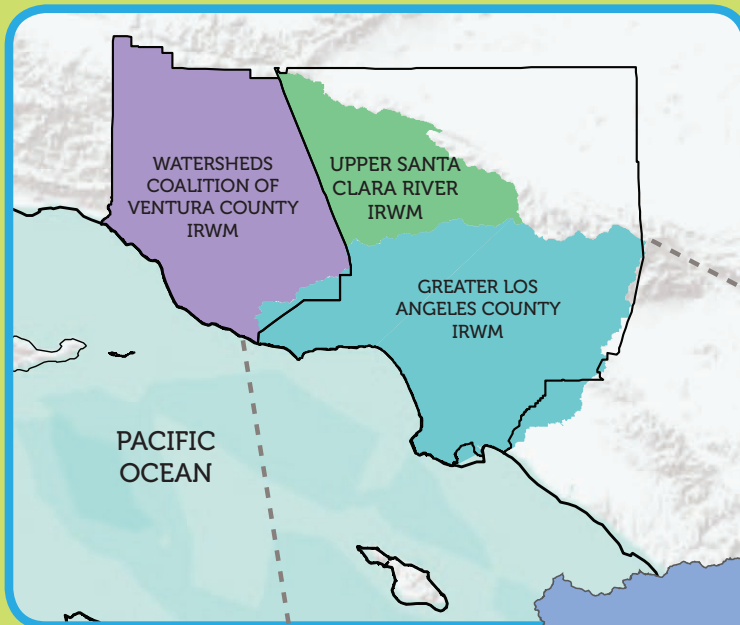 WATERSHEDS
COALITION OF
VENTURA COUNTY
IRWM
UPPER SANTA
CLARA RIVER
IRWM
GREATER LOS
ANGELES COUNTY
IRWM
PACIFIC
OCEAN